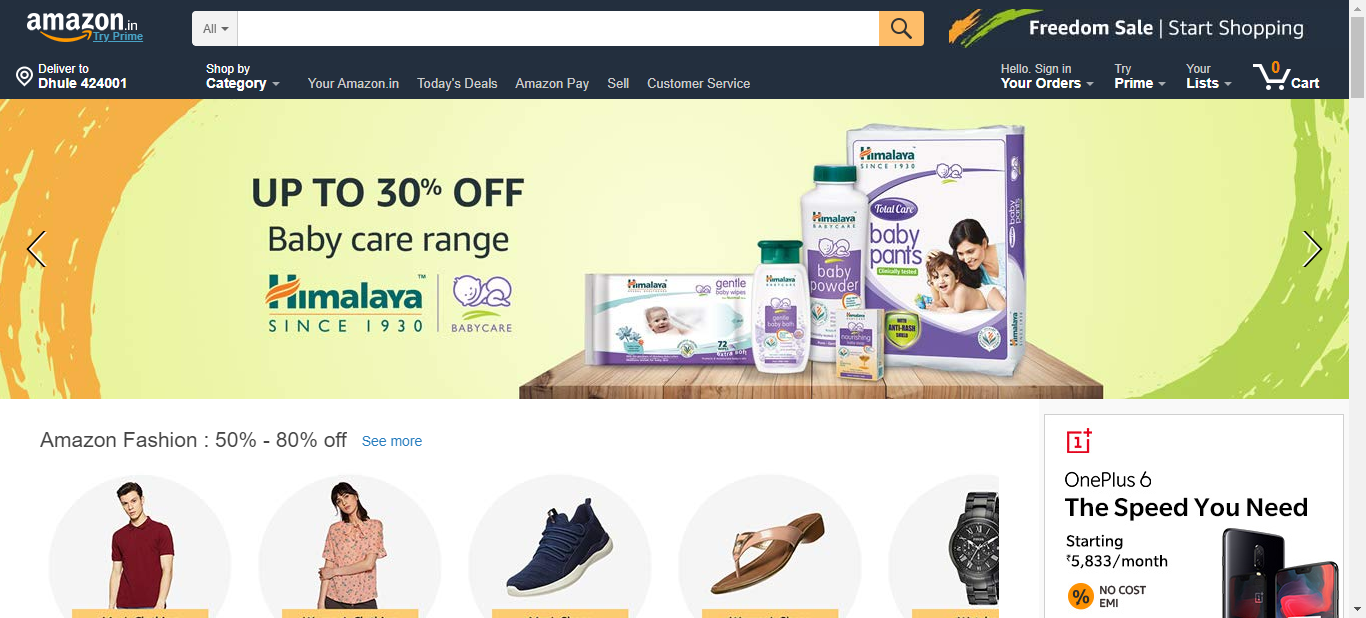 amazon.in
Try Prime
All
Freedom Sale | Start Shopping
Deliver to
Dhule 424001
Shop by
Category
Your Amazon.in
Today's Deals
Amazon Pay
Sell
Customer Service
Hello. Sign in
Your Orders
Try
Prime
Your
Lists
0
Cart
UP TO 30% OFF
Baby care range
Himalaya™
SINCE 1930
BABYCARE
Himalaya
SINCE 1930
Total Care
baby
pants
Clinically tested
baby
pants
Himalaya
Himalaya
BABYCARE
baby
powder
Himalaya
gentle
baby bath
Himalaya
gentle
baby wipes
72
WIPES
Extra Soft
Himalaya
nourishing
WITH
ANTI-RASH
SHIELD
Amazon Fashion : 50% - 80% off See more
1+
OnePlus 6
The Speed You Need
Starting
₹5,833/month
% NO COST
EMI